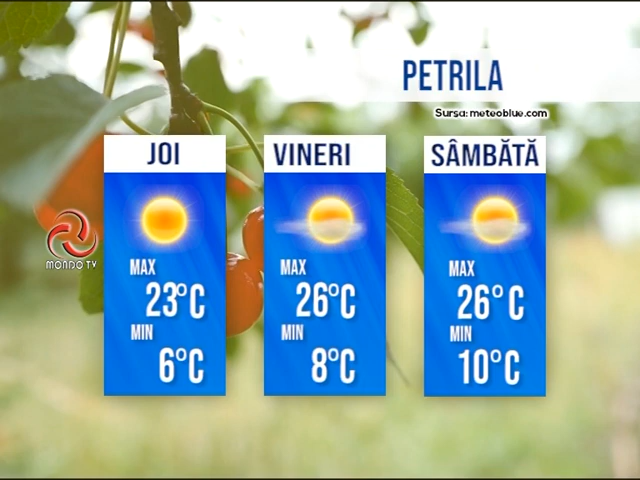 PETRILA
Sursa: meteoblue.com
JOI
MAX
23°C
MIN
6°C
VINERI
MAX
26°C
MIN
8°C
SÂMBĂTĂ
MAX
26°C
MIN
10°C
MONDO TV